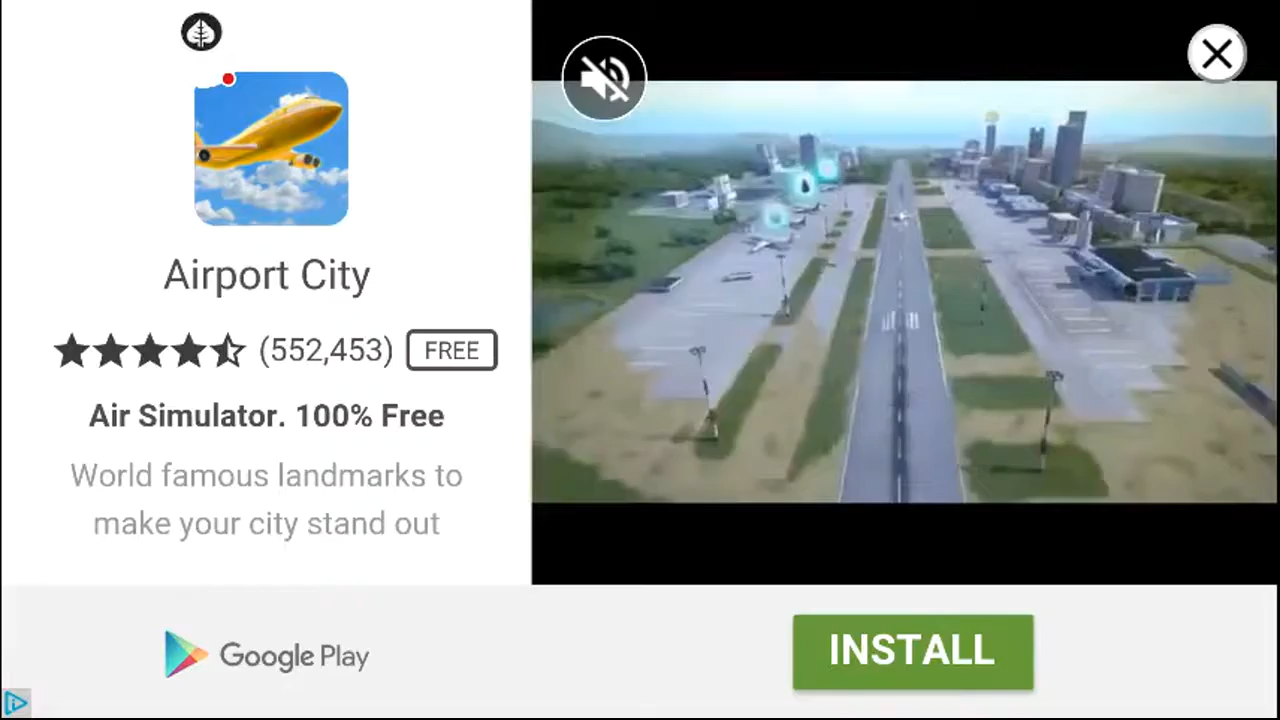 Airport City
(552,453) FREE
Air Simulator. 100% Free
World famous landmarks to
make your city stand out
Google Play
INSTALL